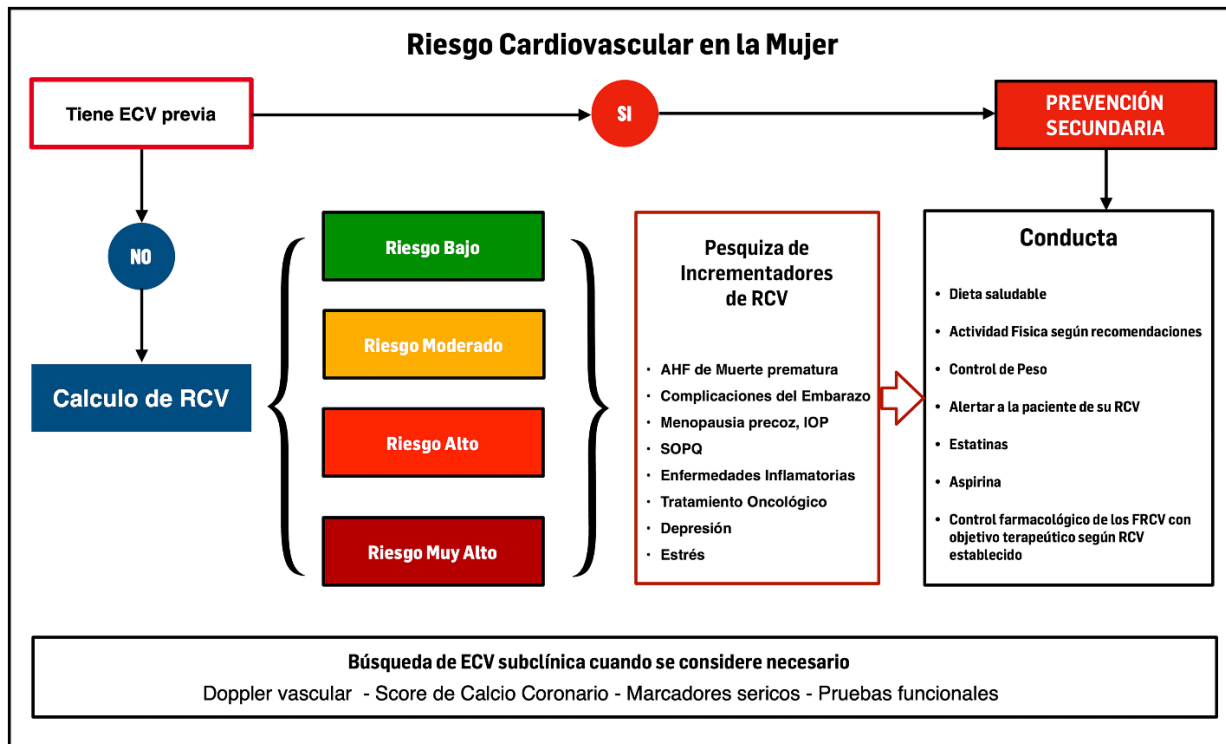 Riesgo Cardiovascular en la Mujer
Tiene ECV previa
SI
PREVENCIÓN
SECUNDARIA
NO
Calculo de RCV
Riesgo Bajo
Riesgo Moderado
Riesgo Alto
Riesgo Muy Alto
Pesquiza de
Incrementadores
de RCV
• AHF de Muerte prematura
• Complicaciones del Embarazo
• Menopausia precoz, IOP
• SOPQ
• Enfermedades Inflamatorias
• Tratamiento Oncológico
• Depresión
• Estrés
Conducta
• Dieta saludable
• Actividad Fisica según recomendaciones
• Control de Peso
• Alertar a la paciente de su RCV
• Estatinas
• Aspirina
• Control farmacológico de los FRCV con
objetivo terapeútico según RCV
establecido
Búsqueda de ECV subclínica cuando se considere necesario
Doppler vascular - Score de Calcio Coronario - Marcadores sericos - Pruebas funcionales